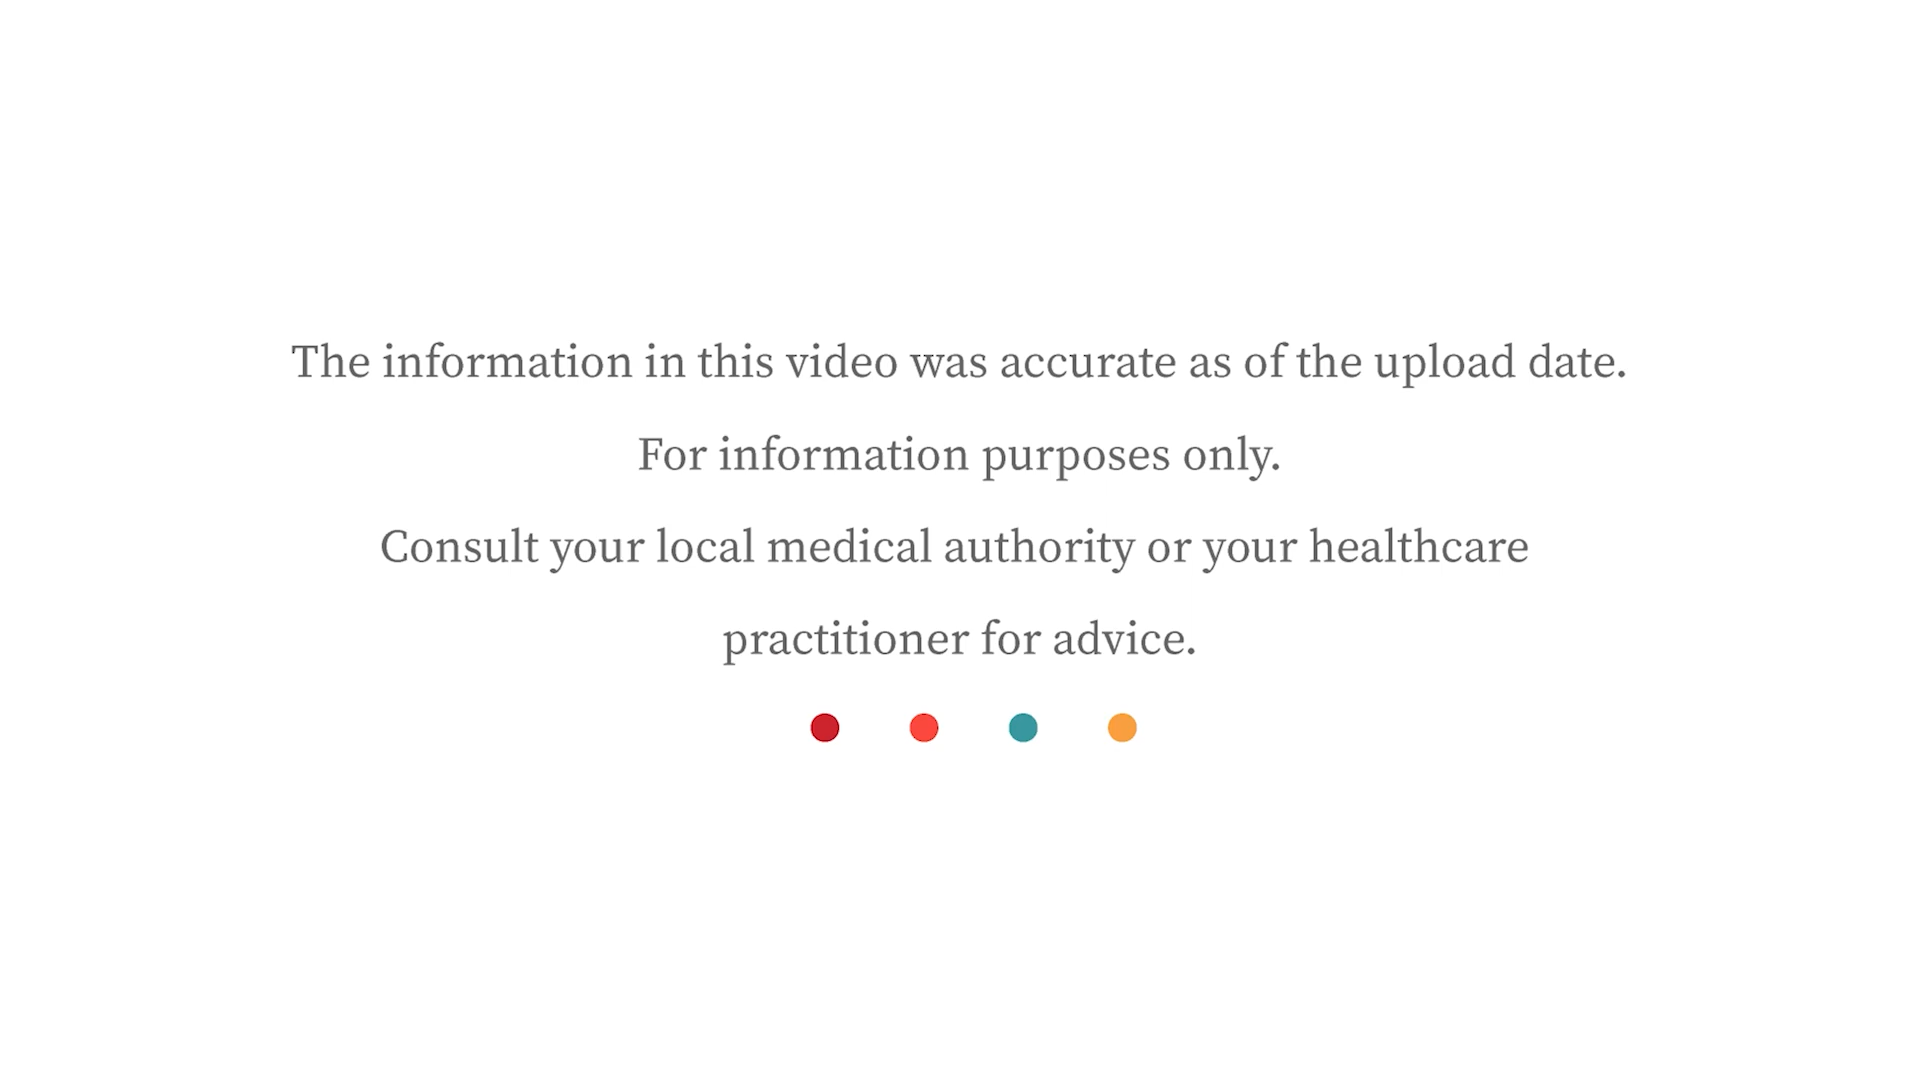 The information in this video was accurate as of the upload date.
For information purposes only.
Consult your local medical authority or your healthcare
practitioner for advice.